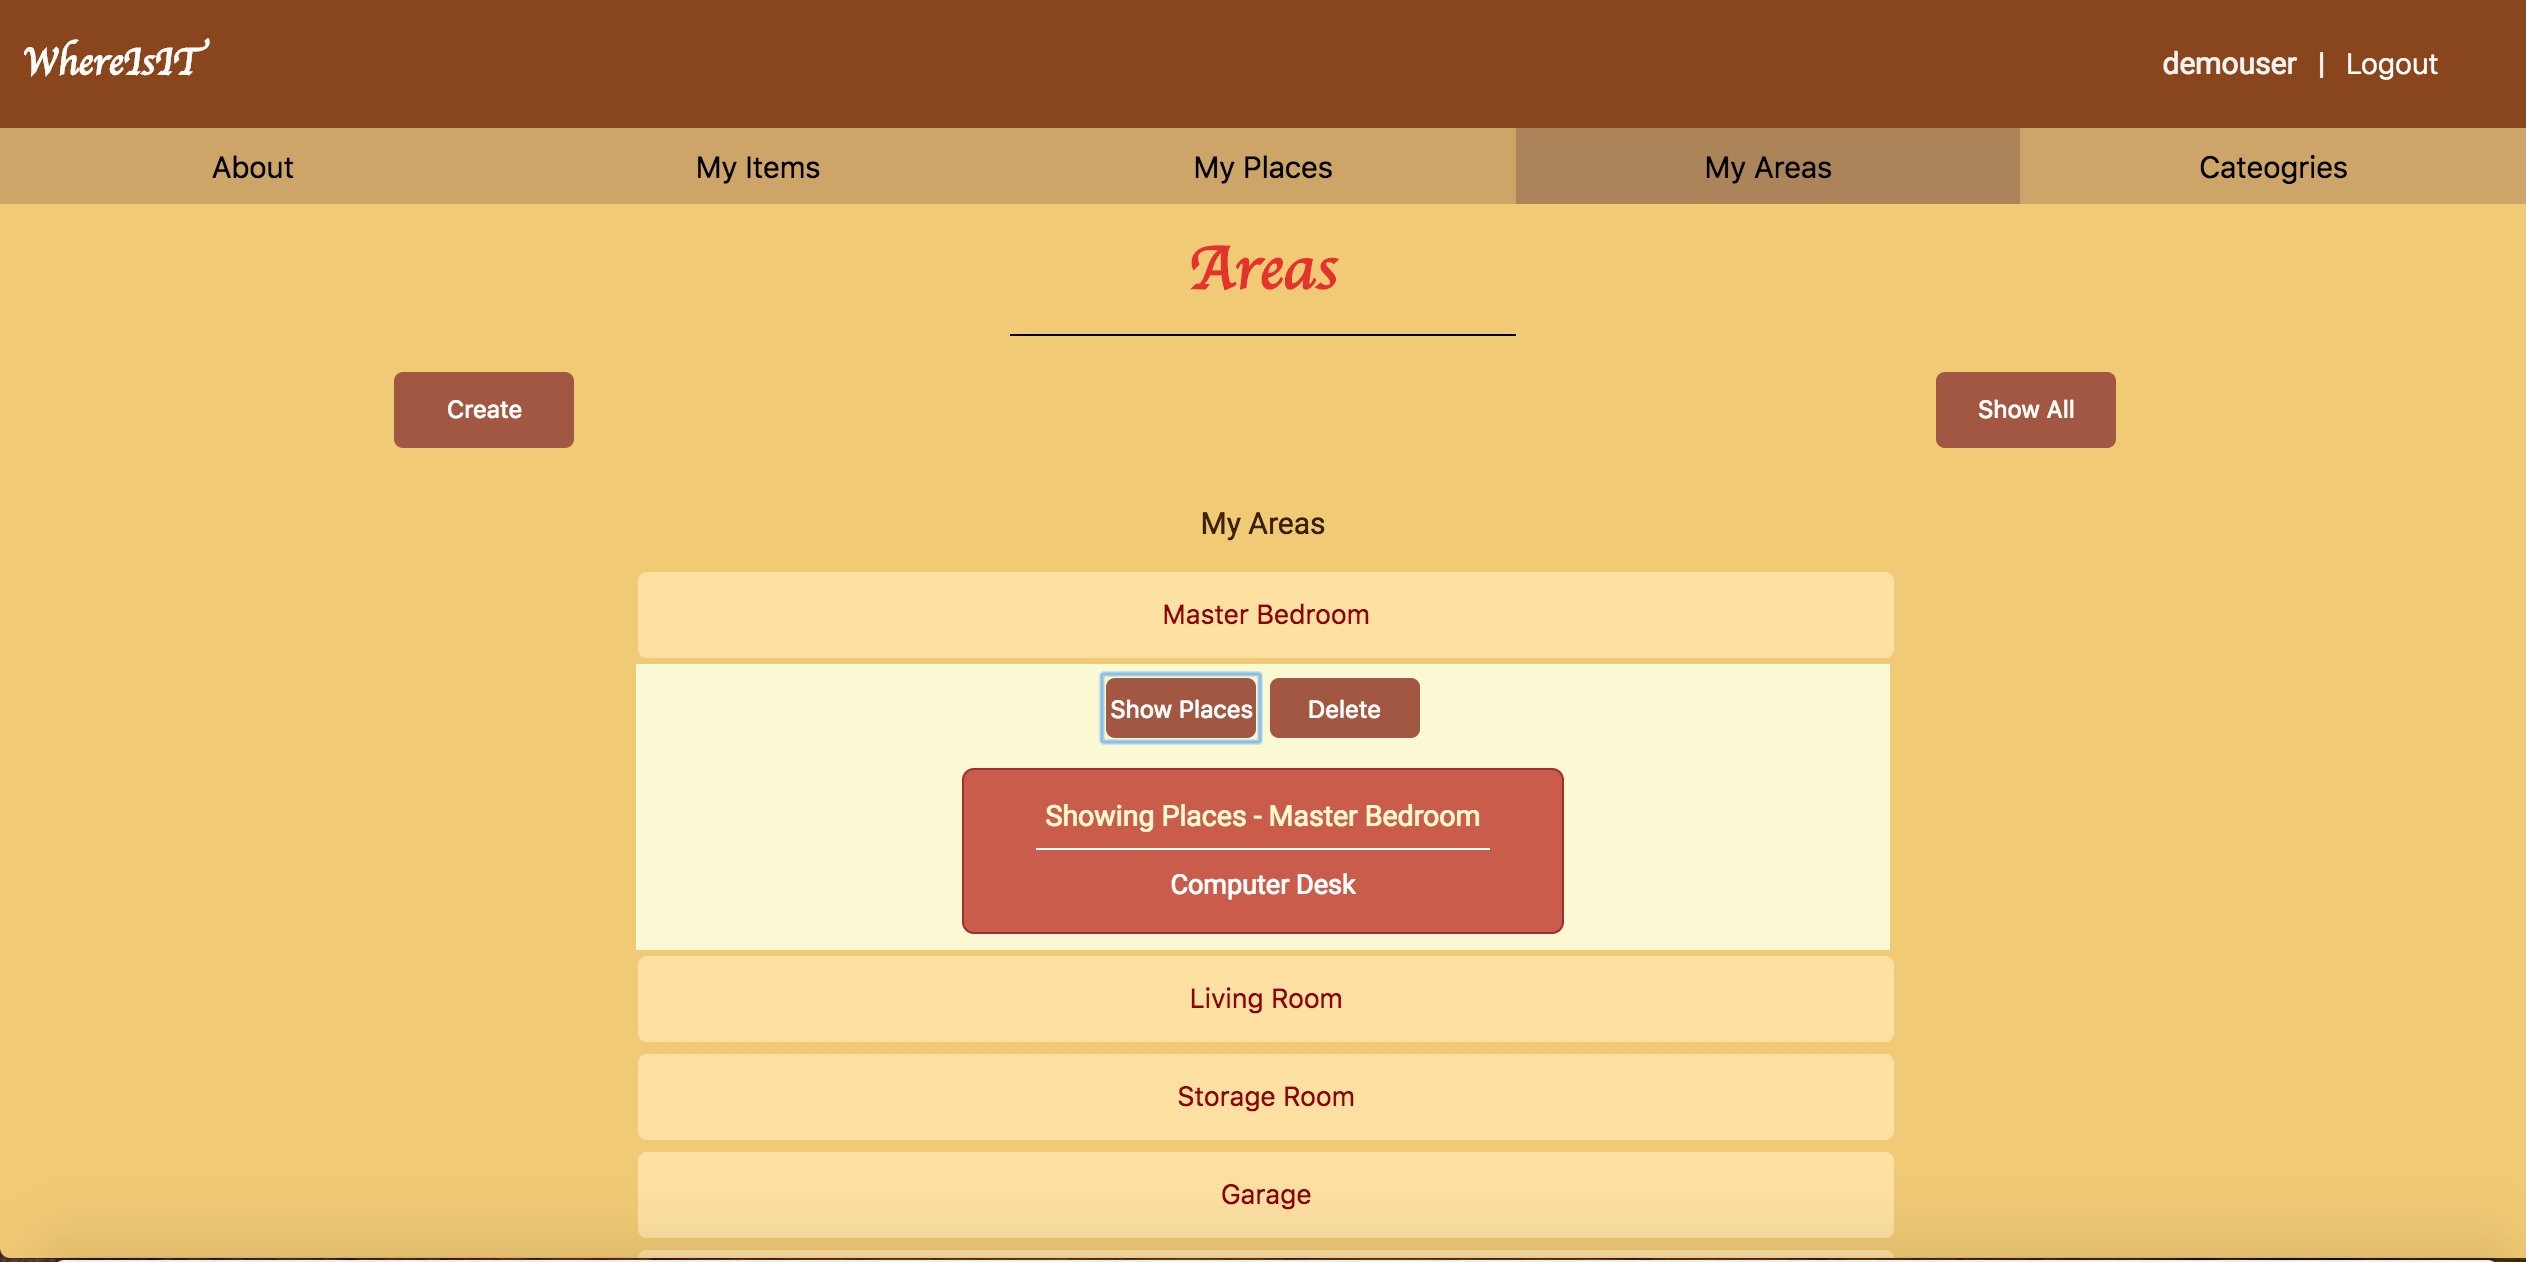 WhereIsIT
demouser | Logout
About My Items My Places My Areas Cateogries
Areas
Create Show All
My Areas
Master Bedroom
Show Places Delete
Showing Places - Master Bedroom
Computer Desk
Living Room
Storage Room
Garage